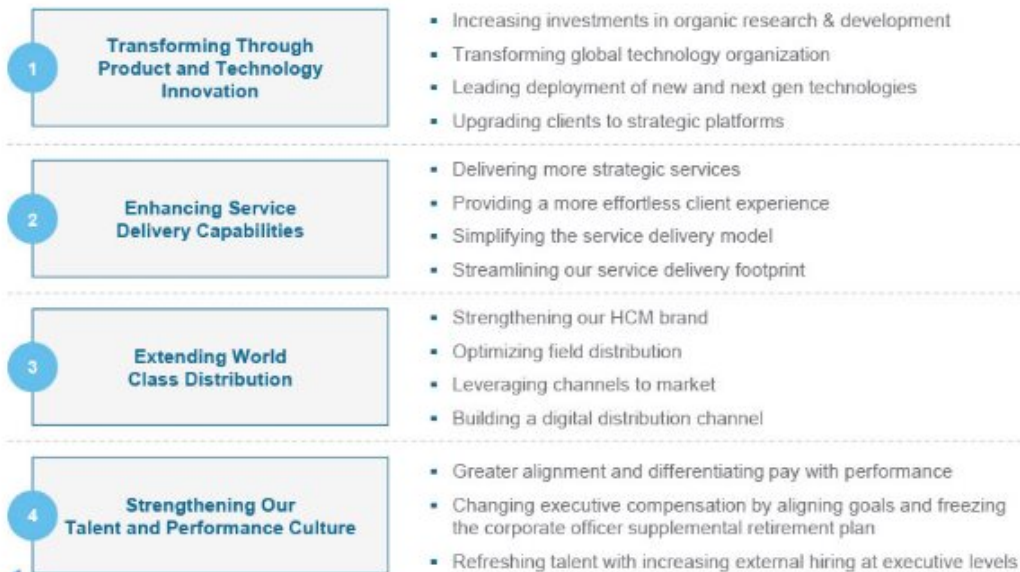 1
Transforming Through
Product and Technology
Innovation
▪ Increasing investments in organic research & development
▪ Transforming global technology organization
▪ Leading deployment of new and next gen technologies
▪ Upgrading clients to strategic platforms
2
Enhancing Service
Delivery Capabilities
▪ Delivering more strategic services
▪ Providing a more effortless client experience
▪ Simplifying the service delivery model
▪ Streamlining our service delivery footprint
3
Extending World
Class Distribution
▪ Strengthening our HCM brand
▪ Optimizing field distribution
▪ Leveraging channels to market
▪ Building a digital distribution channel
4
Strengthening Our
Talent and Performance Culture
▪ Greater alignment and differentiating pay with performance
▪ Changing executive compensation by aligning goals and freezing
the corporate officer supplemental retirement plan
▪ Refreshing talent with increasing external hiring at executive levels